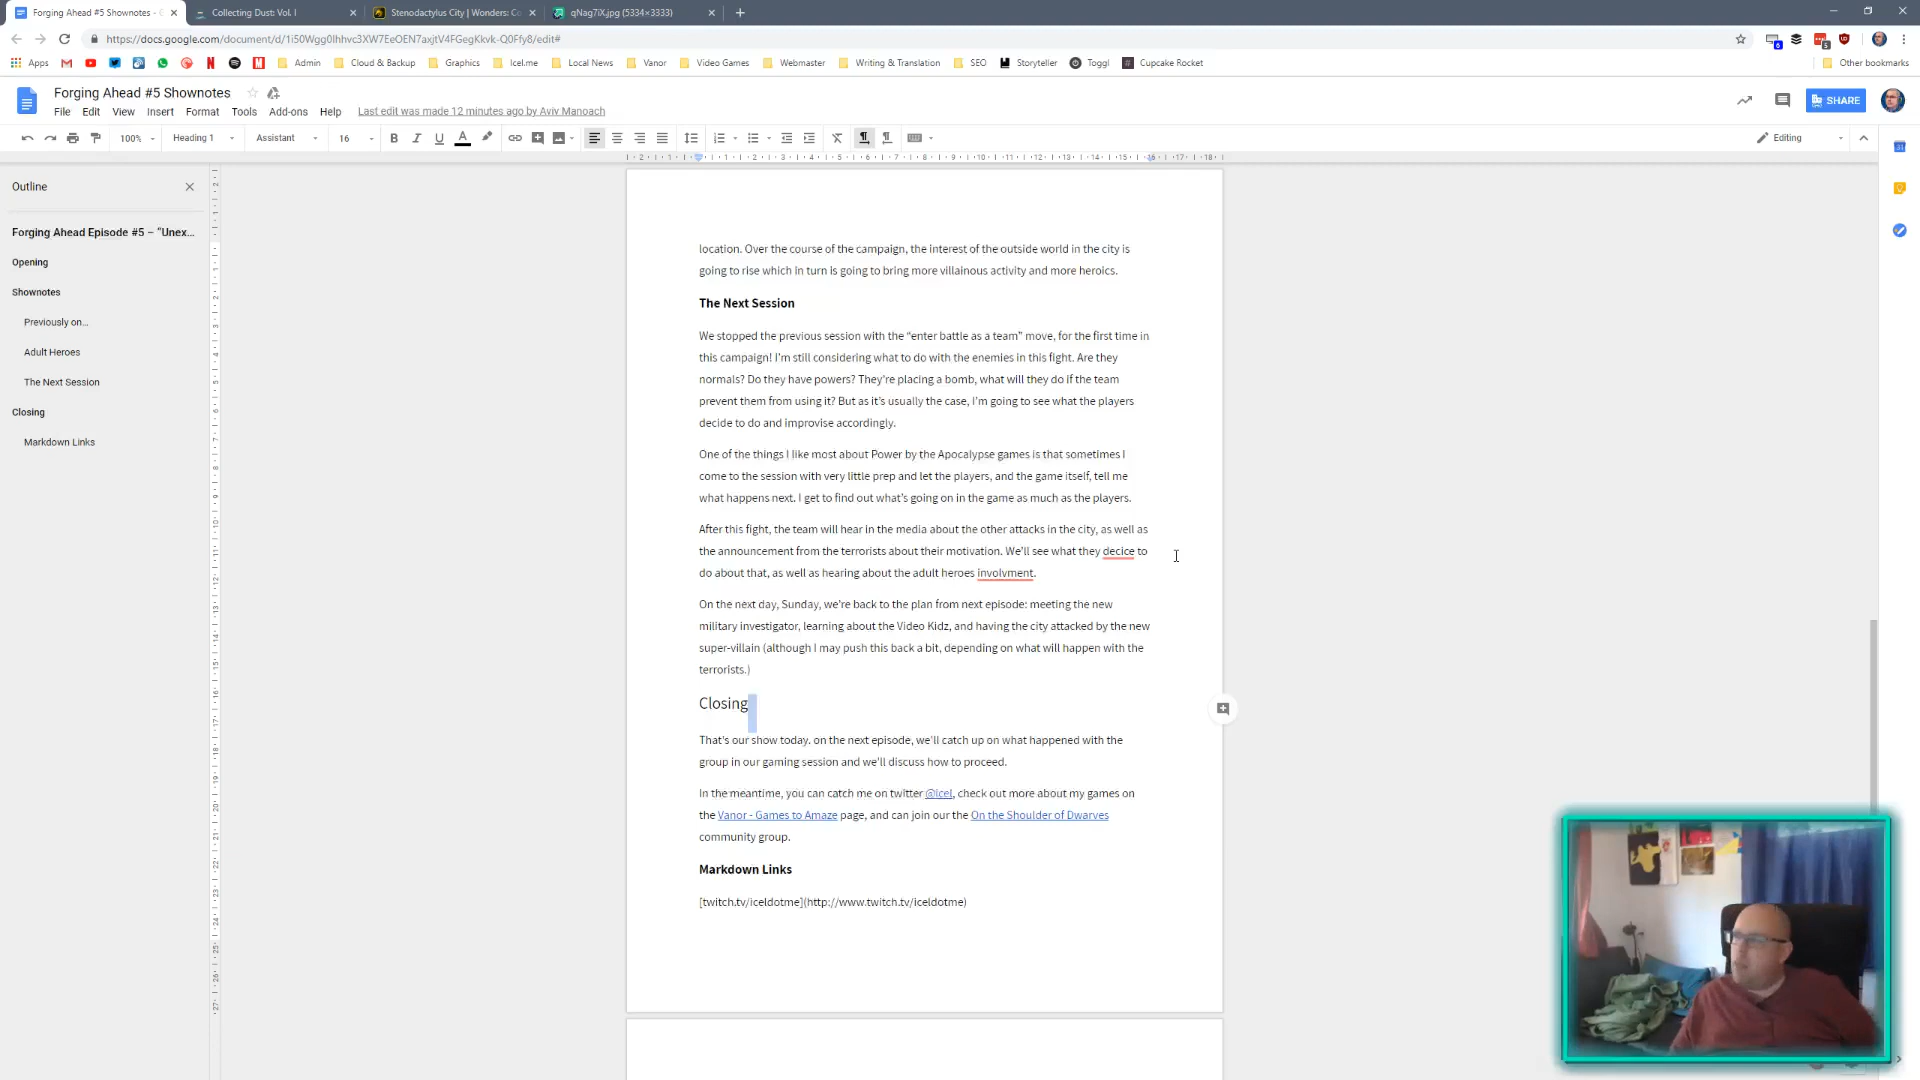 Forging Ahead #5 Shownotes - G
Collecting Dust: Vol. I
Stenodactylus City | Wonders: Co
qNag7iX.jpg (5334×3333)
Apps
Admin
Cloud & Backup
Graphics
Icel.me
Local News
Vanor
Video Games
Webmaster
Writing & Translation
SEO
Storyteller
Toggl
Cupcake Rocket
Other bookmarks
Forging Ahead #5 Shownotes
File Edit View Insert Format Tools Add-ons Help
Last edit was made 12 minutes ago by Aviv Manoach
SHARE
100%
Heading 1
Assistant
16
Editing
Outline
Forging Ahead Episode #5 – "Unex...
Opening
Shownotes
Previously on...
Adult Heroes
The Next Session
Closing
Markdown Links
location. Over the course of the campaign, the interest of the outside world in the city is
going to rise which in turn is going to bring more villainous activity and more heroics.
The Next Session
We stopped the previous session with the "enter battle as a team" move, for the first time in
this campaign! I'm still considering what to do with the enemies in this fight. Are they
normals? Do they have powers? They're placing a bomb, what will they do if the team
prevent them from using it? But as it's usually the case, I'm going to see what the players
decide to do and improvise accordingly.
One of the things I like most about Power by the Apocalypse games is that sometimes I
come to the session with very little prep and let the players, and the game itself, tell me
what happens next. I get to find out what's going on in the game as much as the players.
After this fight, the team will hear in the media about the other attacks in the city, as well as
the announcement from the terrorists about their motivation. We'll see what they decice to
do about that, as well as hearing about the adult heroes involvment.
On the next day, Sunday, we're back to the plan from next episode: meeting the new
military investigator, learning about the Video Kidz, and having the city attacked by the new
super-villain (although I may push this back a bit, depending on what will happen with the
terrorists.)
Closing
That's our show today. on the next episode, we'll catch up on what happened with the
group in our gaming session and we'll discuss how to proceed.
In the meantime, you can catch me on twitter @icel, check out more about my games on
the Vanor - Games to Amaze page, and can join our the On the Shoulder of Dwarves
community group.
Markdown Links
[twitch.tv/iceldotme](http://www.twitch.tv/iceldotme)